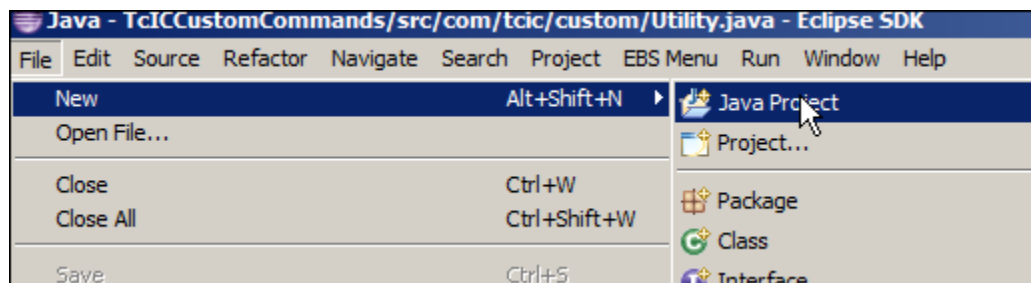 Java - TcICCustomCommands/src/com/tcic/custom/Utility.java - Eclipse SDK
File Edit Source Refactor Navigate Search Project EBS Menu Run Window Help
New Alt+Shift+N
Open File...
Close Ctrl+W
Close All Ctrl+Shift+W
Save Ctrl+S
Java Project
Project...
Package
Class
Interface